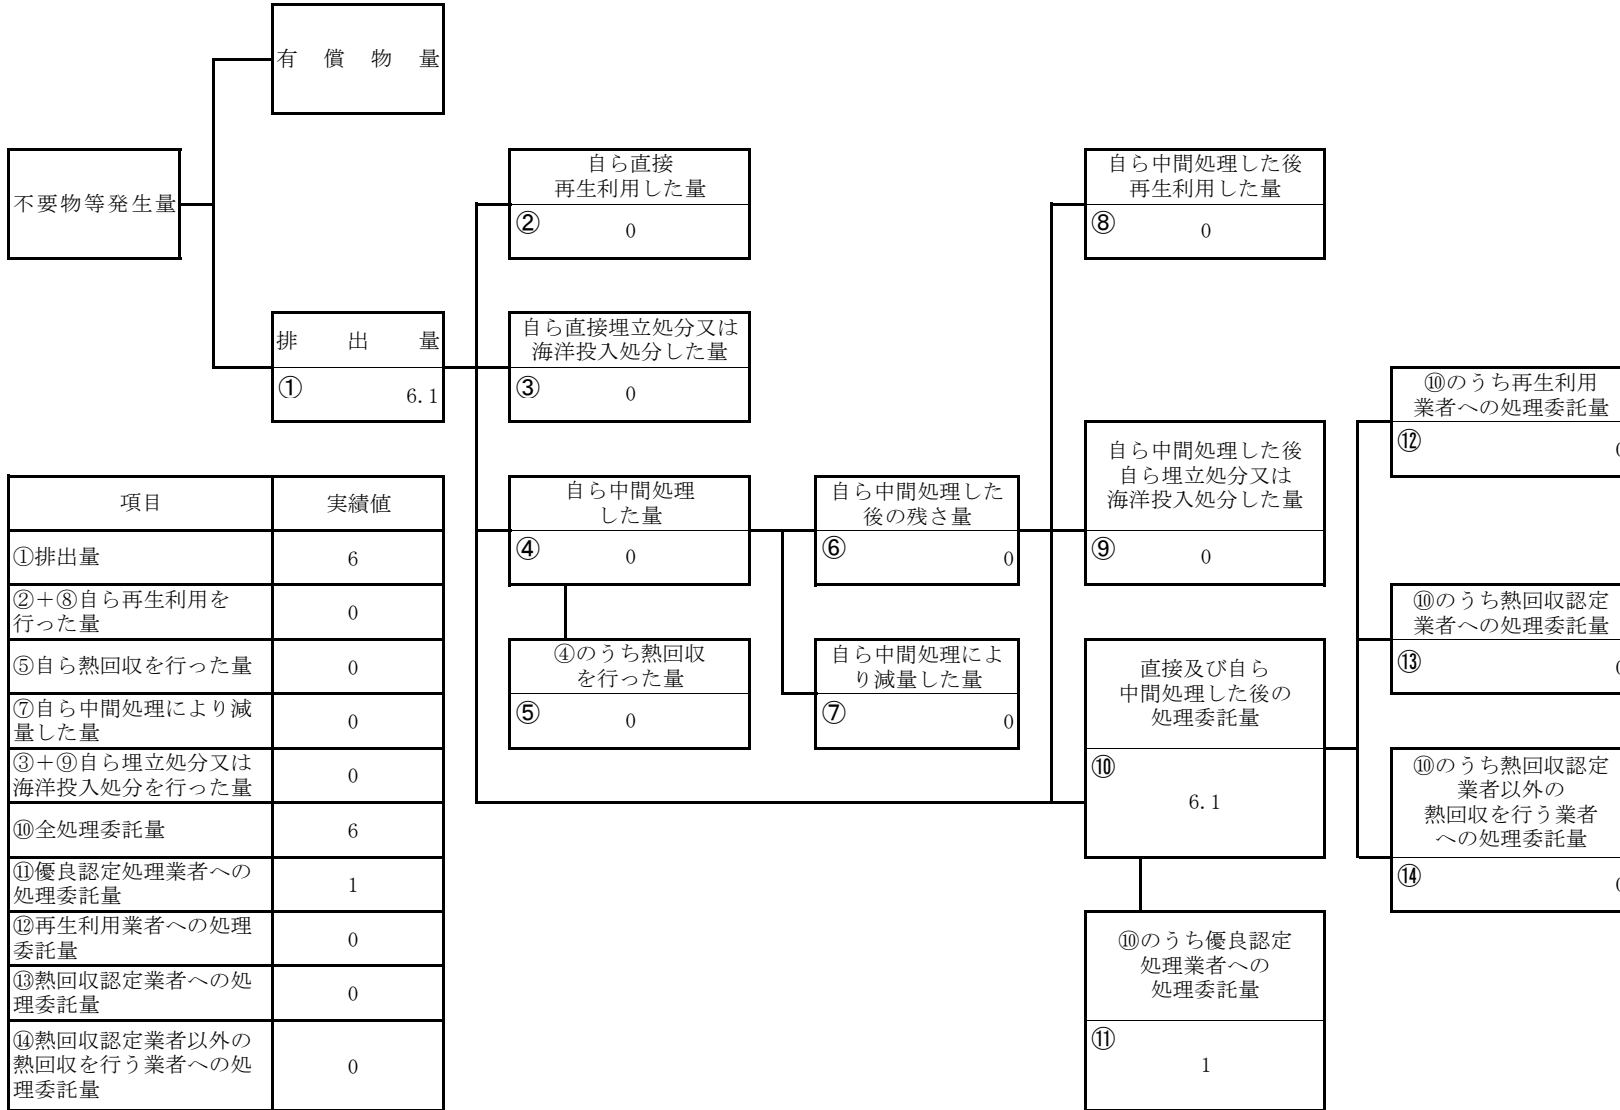 有償物量
不要物等発生量
排出量
①
6.1
自ら直接
再生利用した量
②
0
自ら直接埋立処分又は
海洋投入処分した量
③
0
自ら中間処理
した量
④
0
④のうち熱回収
を行った量
⑤
0
自ら中間処理した
後の残さ量
⑥
0
自ら中間処理によ
り減量した量
⑦
0
自ら中間処理した後
再生利用した量
⑧
0
自ら中間処理した後
自ら埋立処分又は
海洋投入処分した量
⑨
0
直接及び自ら
中間処理した後の
処理委託量
⑩
6.1
⑩のうち優良認定
処理業者への
処理委託量
⑪
1
⑩のうち再生利用
業者への処理委託量
⑫
0
⑩のうち熱回収認定
業者への処理委託量
⑬
0
⑩のうち熱回収認定
業者以外の
熱回収を行う業者
への処理委託量
⑭
0
項目 実績値
①排出量 6
②+⑧自ら再生利用を
行った量 0
⑤自ら熱回収を行った量 0
⑦自ら中間処理により減
量した量 0
③+⑨自ら埋立処分又は
海洋投入処分を行った量 0
⑩全処理委託量 6
⑪優良認定処理業者への
処理委託量 1
⑫再生利用業者への処理
委託量 0
⑬熱回収認定業者への処
理委託量 0
⑭熱回収認定業者以外の
熱回収を行う業者への処
理委託量 0